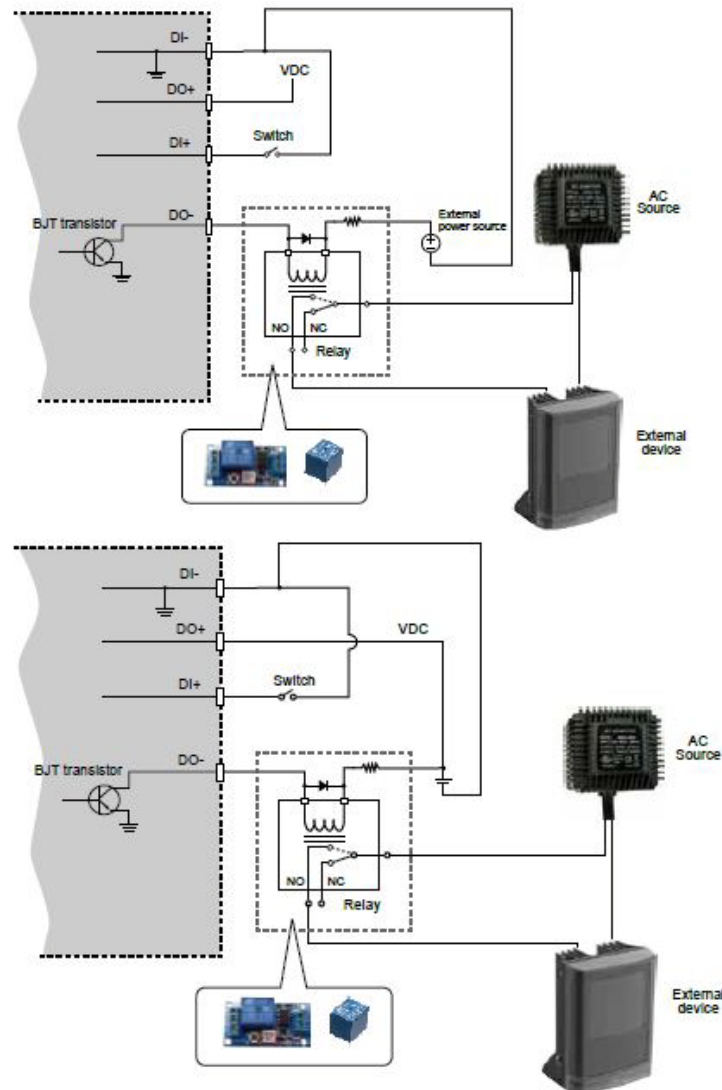 DI-
VDC
DO+
Switch
DI+
BJT transistor
DO-
External
power source
AC
Source
NO
NC
Relay
External
device
DI-
DO+
VDC
Switch
DI+
BJT transistor
DO-
AC
Source
NO
NC
Relay
External
device